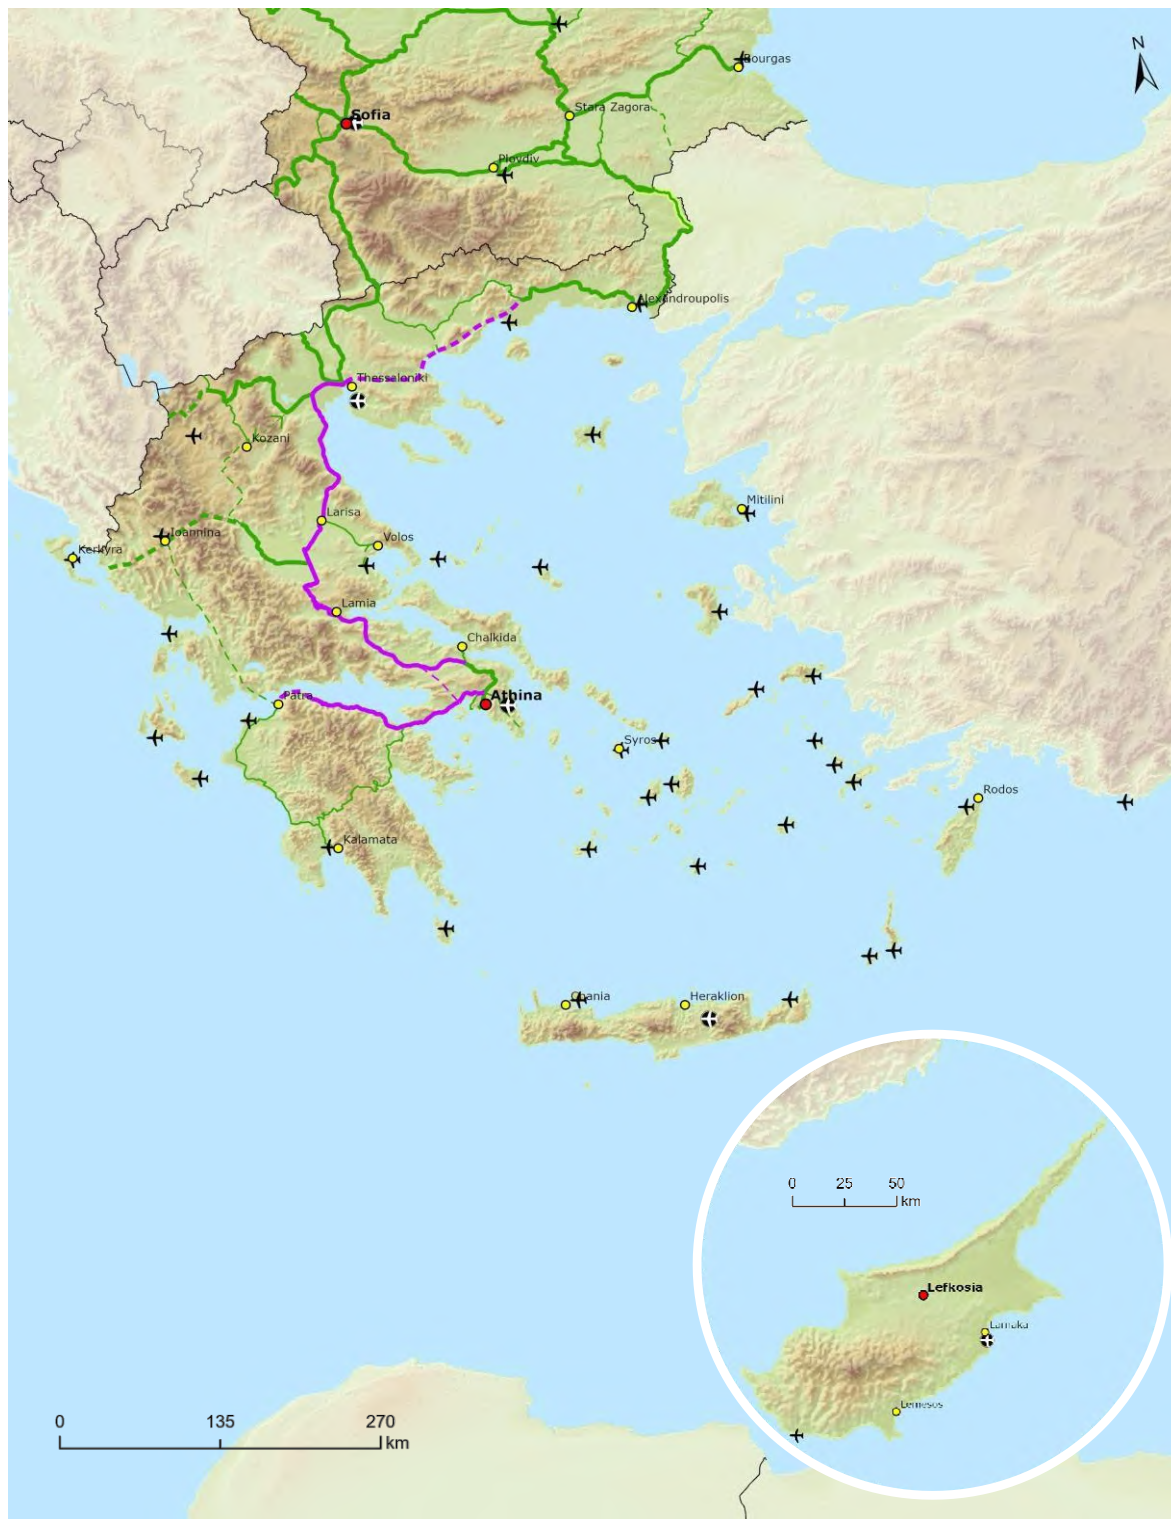 N
Bourgas
Stara Zagora
Sofia
Plovdiv
Alexandroupolis
Thessaloniki
Kozani
Mitilini
Larisa
Ioannina
Volos
Kerkyra
Lamia
Chalkida
Patra
Athina
Syros
Rodos
Kalamata
Chania
Heraklion
0 25 50
km
Lefkosia
Larnaka
Lemesos
0 135 270
km